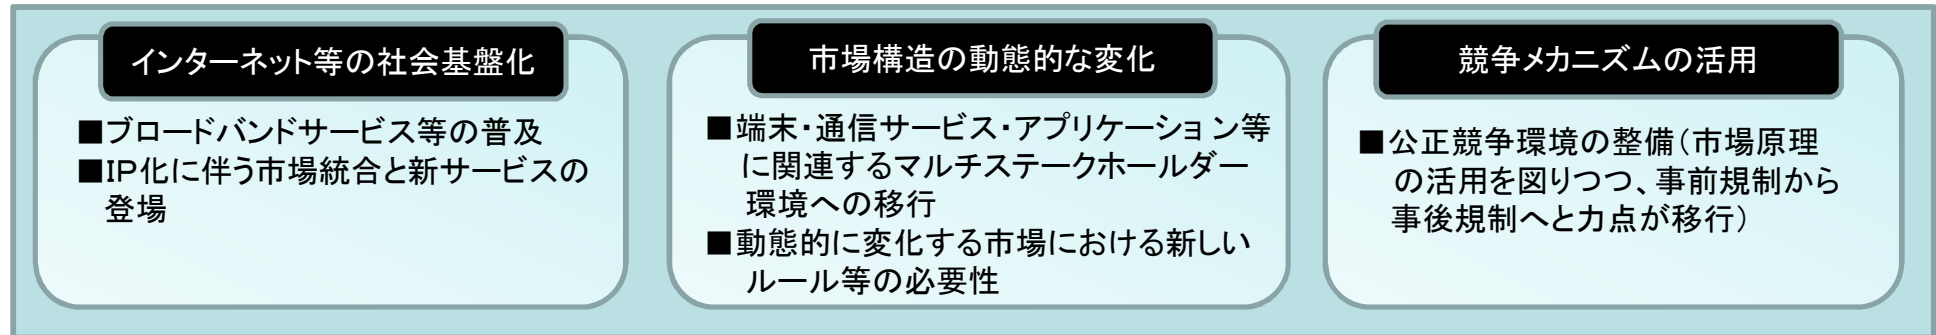 インターネット等の社会基盤化
■ブロードバンドサービス等の普及
■IP化に伴う市場統合と新サービスの
登場
市場構造の動態的な変化
■端末・通信サービス・アプリケーション等
に関連するマルチステークホールダー
環境への移行
■動態的に変化する市場における新しい
ルール等の必要性
競争メカニズムの活用
■公正競争環境の整備(市場原理
の活用を図りつつ、事前規制から
事後規制へと力点が移行)